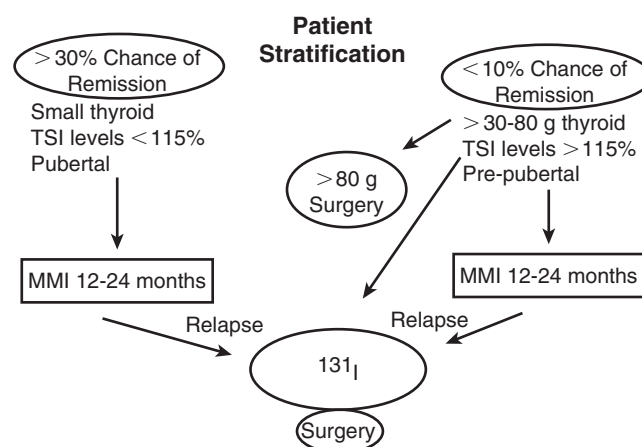 Patient
Stratification
>30% Chance of
Remission
Small thyroid
TSI levels <115%
Pubertal
MMI 12-24 months
Relapse
<10% Chance of
Remission
>30-80 g thyroid
TSI levels >115%
Pre-pubertal
>80 g
Surgery
MMI 12-24 months
Relapse
131I
Surgery